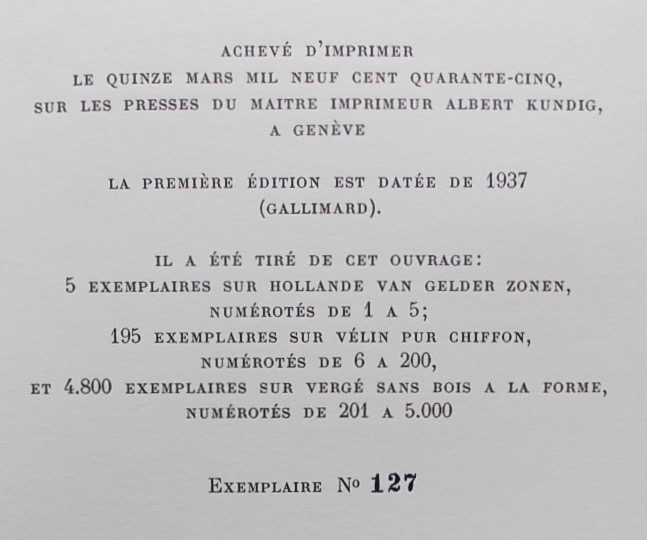 ACHEVÉ D'IMPRIMER
LE QUINZE MARS MIL NEUF CENT QUARANTE-CINQ,
SUR LES PRESSES DU MAITRE IMPRIMEUR ALBERT KUNDIG,
A GENÈVE
LA PREMIÈRE ÉDITION EST DATÉE DE 1937
(GALLIMARD).
IL A ÉTÉ TIRÉ DE CET OUVRAGE:
5 EXEMPLAIRES SUR HOLLANDE VAN GELDER ZONEN,
NUMÉROTÉS DE 1 A 5;
195 EXEMPLAIRES SUR VÉLIN PUR CHIFFON,
NUMÉROTÉS DE 6 A 200,
ET 4.800 EXEMPLAIRES SUR VERGÉ SANS BOIS A LA FORME,
NUMÉROTÉS DE 201 A 5.000
EXEMPLAIRE Nº 127